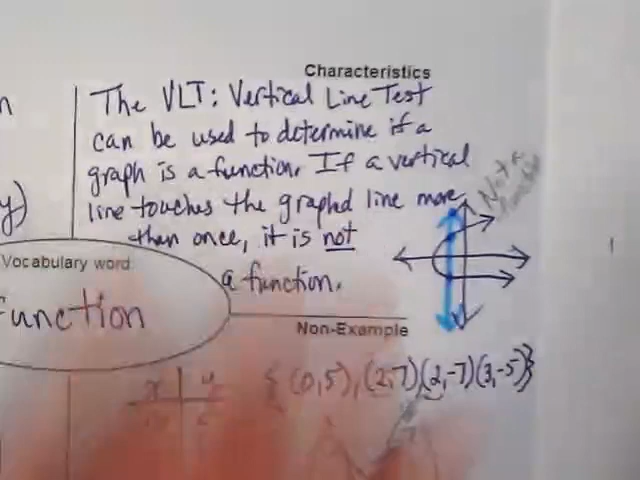 Characteristics
The VLT: Vertical Line Test
can be used to determine if a
graph is a function. If a vertical
line touches the graphd line more
than once, it is not
a function.
Not a
y)
Vocabulary word
Function
Non-Example
x y
{(0,5),(2,7)(2,-7)(3,-5)}